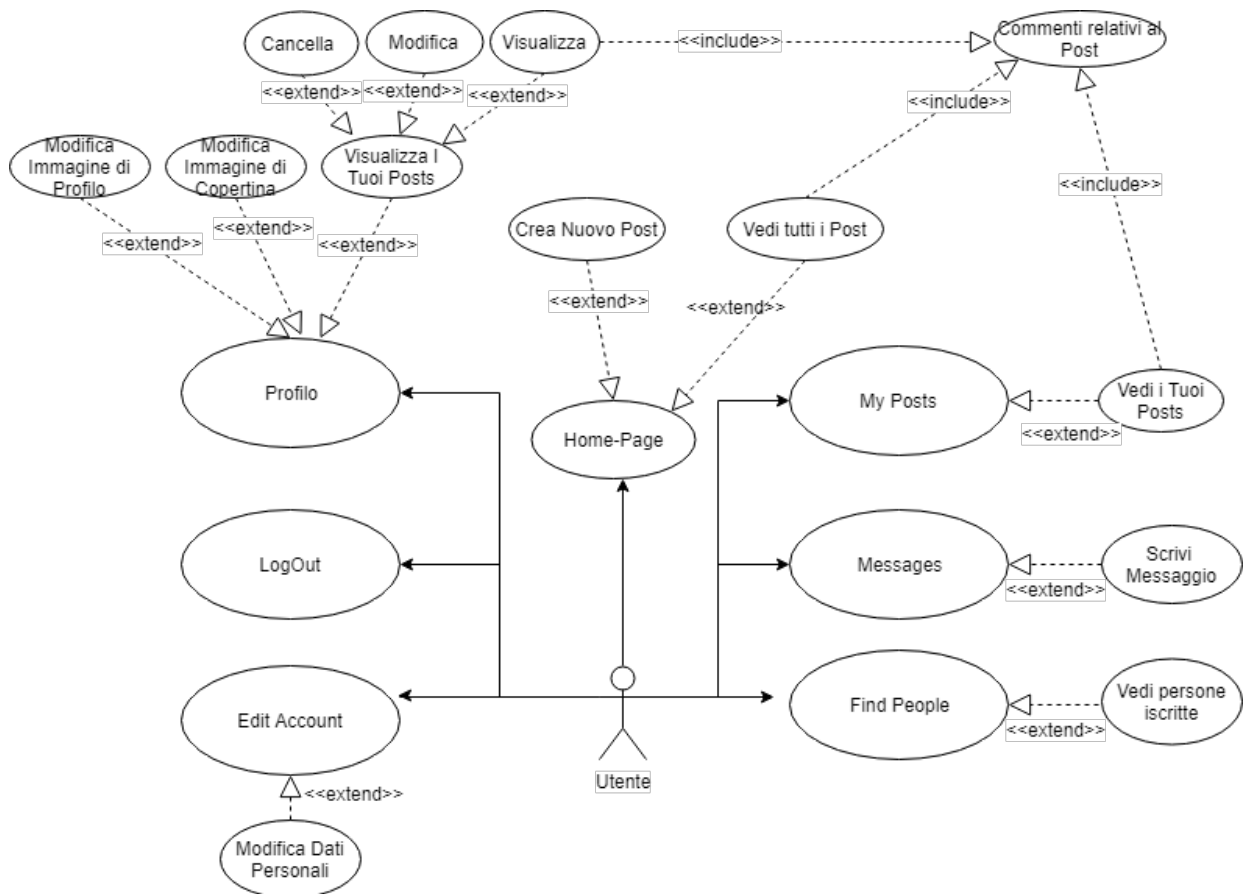 Cancella
Modifica
Visualizza
<<include>>
Commenti relativi al
Post
<<extend>>
<<extend>>
<<extend>>
<<include>>
Modifica
Immagine di
Profilo
Modifica
Immagine di
Copertina
Visualizza I
Tuoi Posts
<<include>>
<<extend>>
<<extend>>
<<extend>>
Crea Nuovo Post
Vedi tutti i Post
<<extend>>
<<extend>>
Profilo
Home-Page
My Posts
Vedi i Tuoi
Posts
<<extend>>
LogOut
Messages
Scrivi
Messaggio
<<extend>>
Edit Account
Find People
Vedi persone
iscritte
<<extend>>
Utente
<<extend>>
Modifica Dati
Personali